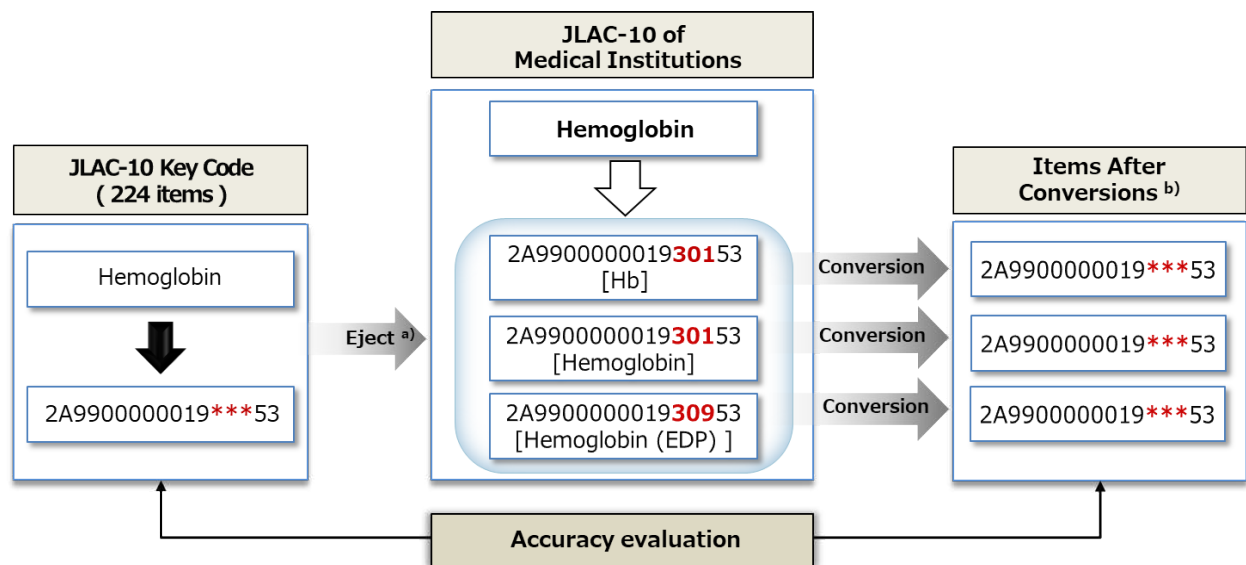 JLAC-10 of
Medical Institutions
Hemoglobin
JLAC-10 Key Code
( 224 items )
Hemoglobin
2A9900000019***53
Eject a)
2A990000001930153
[Hb]
2A990000001930153
[Hemoglobin]
2A990000001930953
[Hemoglobin (EDP) ]
Conversion
Conversion
Conversion
Items After
Conversions b)
2A9900000019***53
2A9900000019***53
2A9900000019***53
Accuracy evaluation